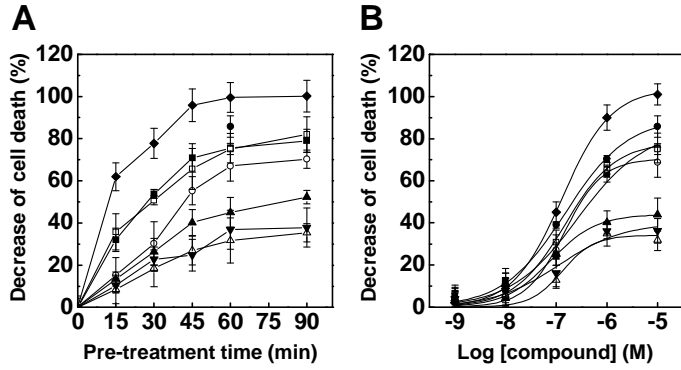 A
Decrease of cell death (%)
120
100
80
60
40
20
0
0 15 30 45 60 75 90
Pre-treatment time (min)
B
Decrease of cell death (%)
120
100
80
60
40
20
0
-9 -8 -7 -6 -5
Log [compound] (M)